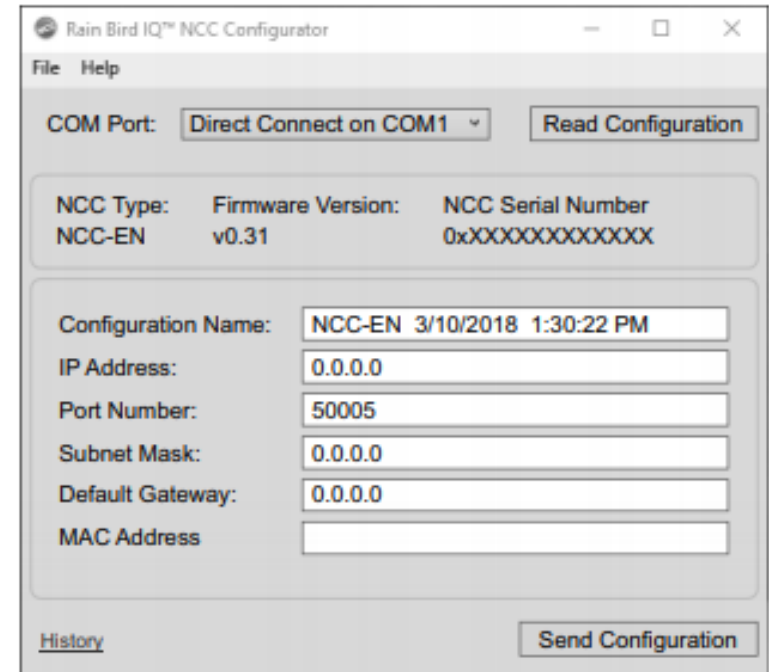 Rain Bird IQ™ NCC Configurator
File Help
COM Port: Direct Connect on COM1 Read Configuration
NCC Type: Firmware Version: NCC Serial Number
NCC-EN v0.31 0xXXXXXXXXXXXX
Configuration Name: NCC-EN 3/10/2018 1:30:22 PM
IP Address: 0.0.0.0
Port Number: 50005
Subnet Mask: 0.0.0.0
Default Gateway: 0.0.0.0
MAC Address
History Send Configuration